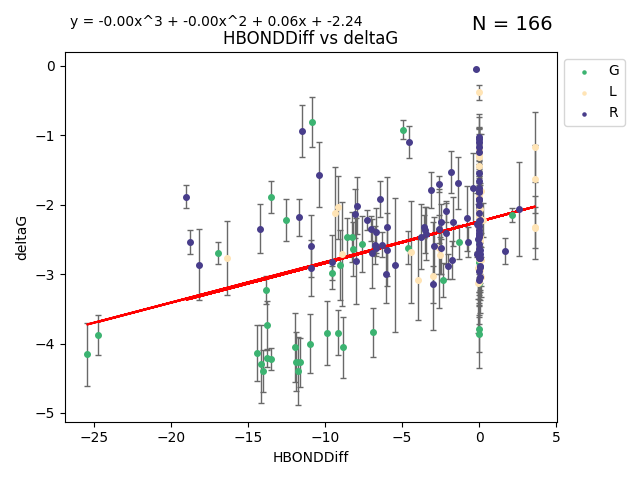 y = -0.00x^3 + -0.00x^2 + 0.06x + -2.24
N = 166
HBONDDiff vs deltaG
G
L
R
deltaG
0
−1
−2
−3
−4
−5
−25
−20
−15
−10
−5
0
5
HBONDDiff